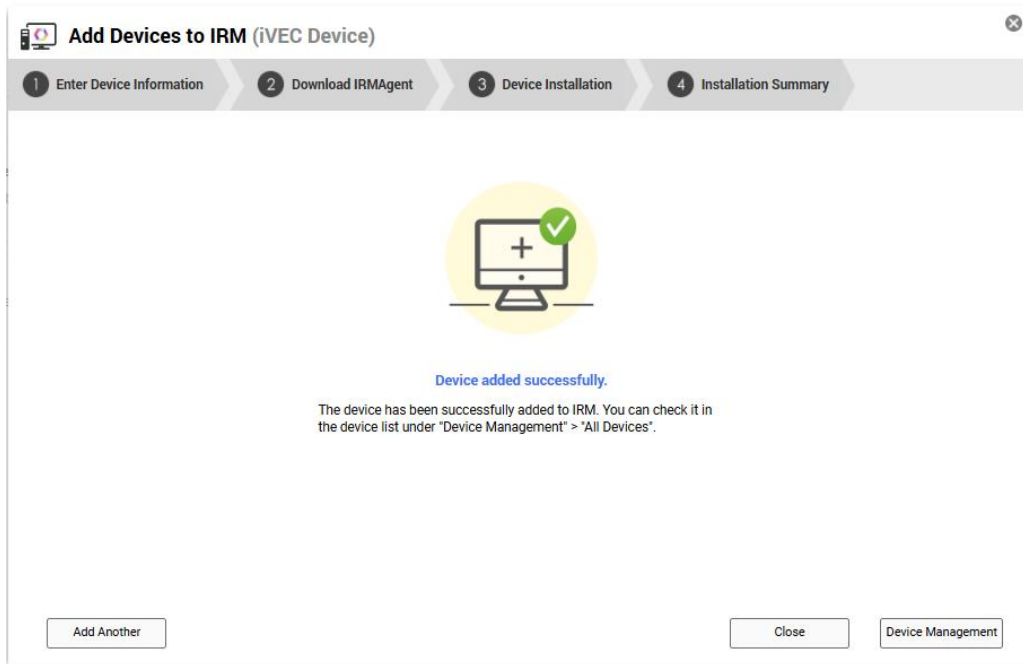 Add Devices to IRM (iVEC Device)
1 Enter Device Information
2 Download IRMAgent
3 Device Installation
4 Installation Summary
Device added successfully.
The device has been successfully added to IRM. You can check it in
the device list under "Device Management" > "All Devices".
Add Another
Close
Device Management